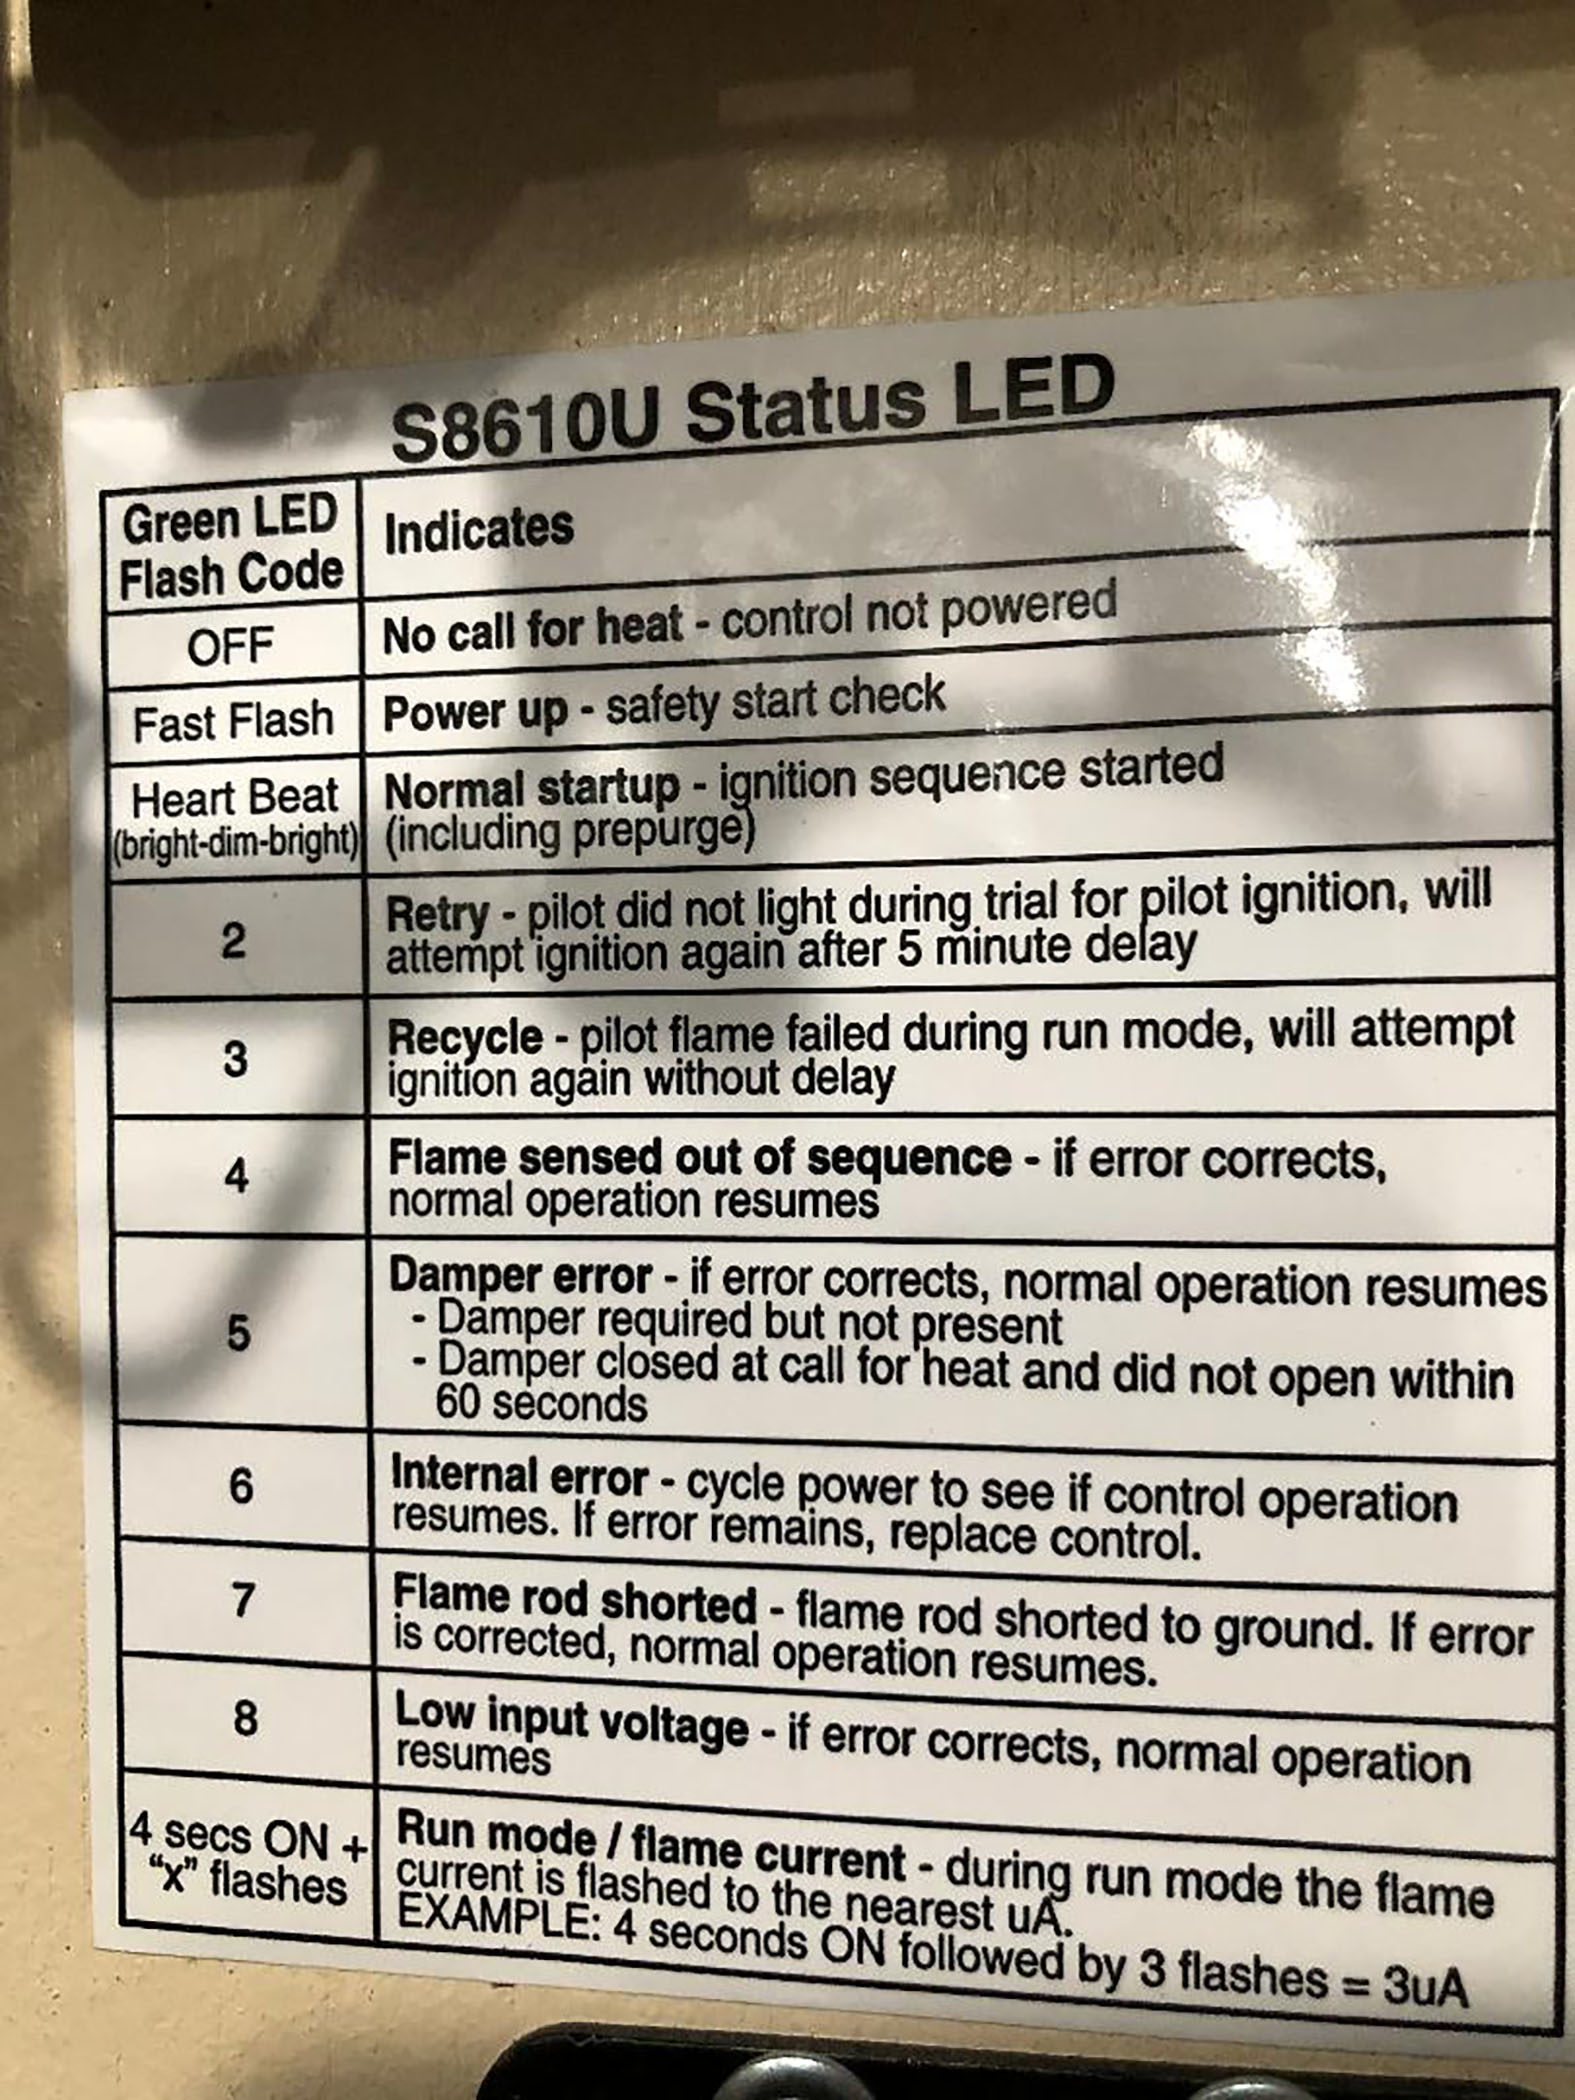 S8610U Status LED
Green LED
Flash Code
Indicates
OFF
No call for heat - control not powered
Fast Flash
Power up - safety start check
Heart Beat
(bright-dim-bright)
Normal startup - ignition sequence started
(including prepurge)
2
Retry - pilot did not light during trial for pilot ignition, will
attempt ignition again after 5 minute delay
3
Recycle - pilot flame failed during run mode, will attempt
ignition again without delay
4
Flame sensed out of sequence - if error corrects,
normal operation resumes
5
Damper error - if error corrects, normal operation resumes
- Damper required but not present
- Damper closed at call for heat and did not open within
60 seconds
6
Internal error - cycle power to see if control operation
resumes. If error remains, replace control.
7
Flame rod shorted - flame rod shorted to ground. If error
is corrected, normal operation resumes.
8
Low input voltage - if error corrects, normal operation
resumes
4 secs ON +
“x” flashes
Run mode / flame current - during run mode the flame
current is flashed to the nearest uA.
EXAMPLE: 4 seconds ON followed by 3 flashes = 3uA